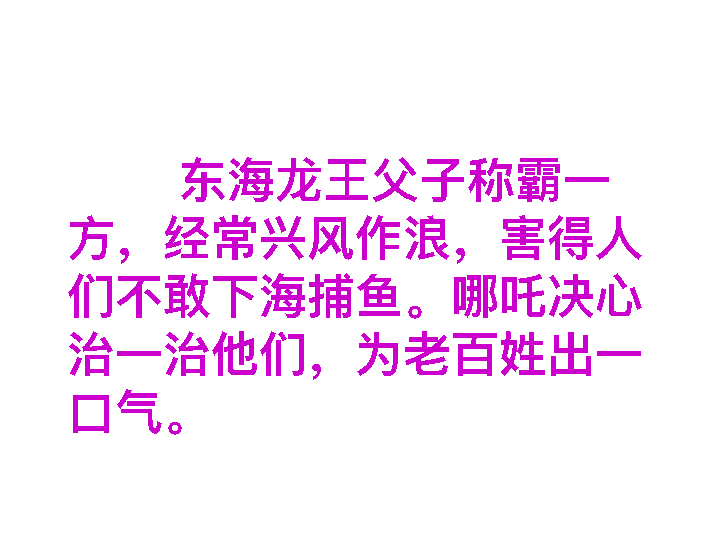 东海龙王父子称霸一
方，经常兴风作浪，害得人
们不敢下海捕鱼。哪吒决心
治一治他们，为老百姓出一
口气。